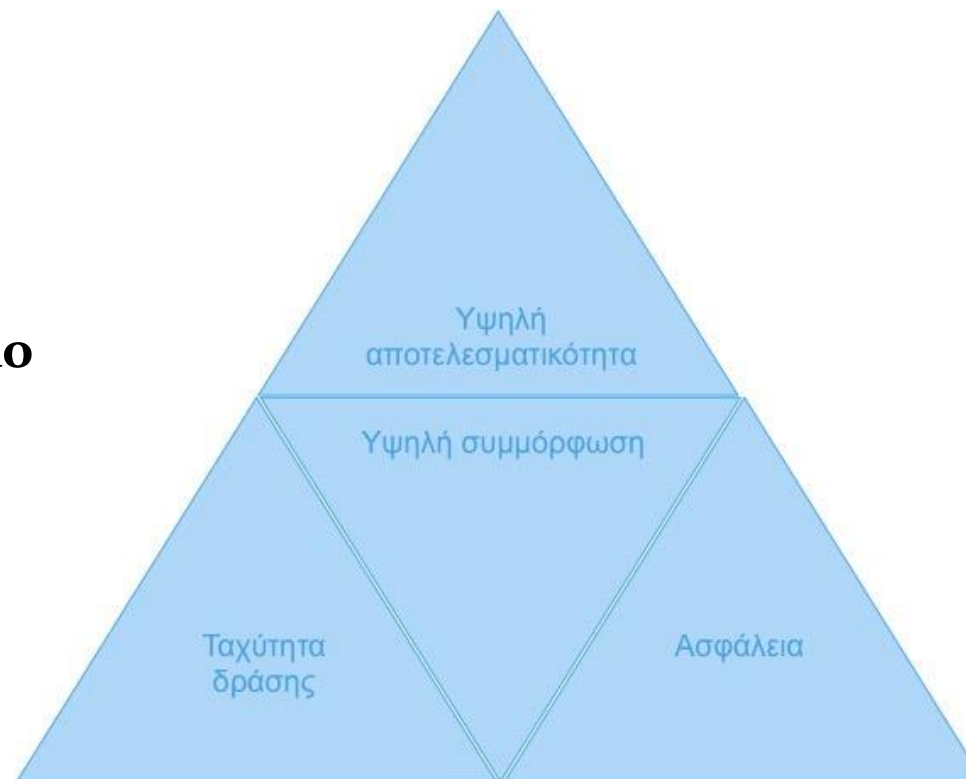 Υψηλή
αποτελεσματικότητα
Υψηλή συμμόρφωση
Ταχύτητα
δράσης
Ασφάλεια